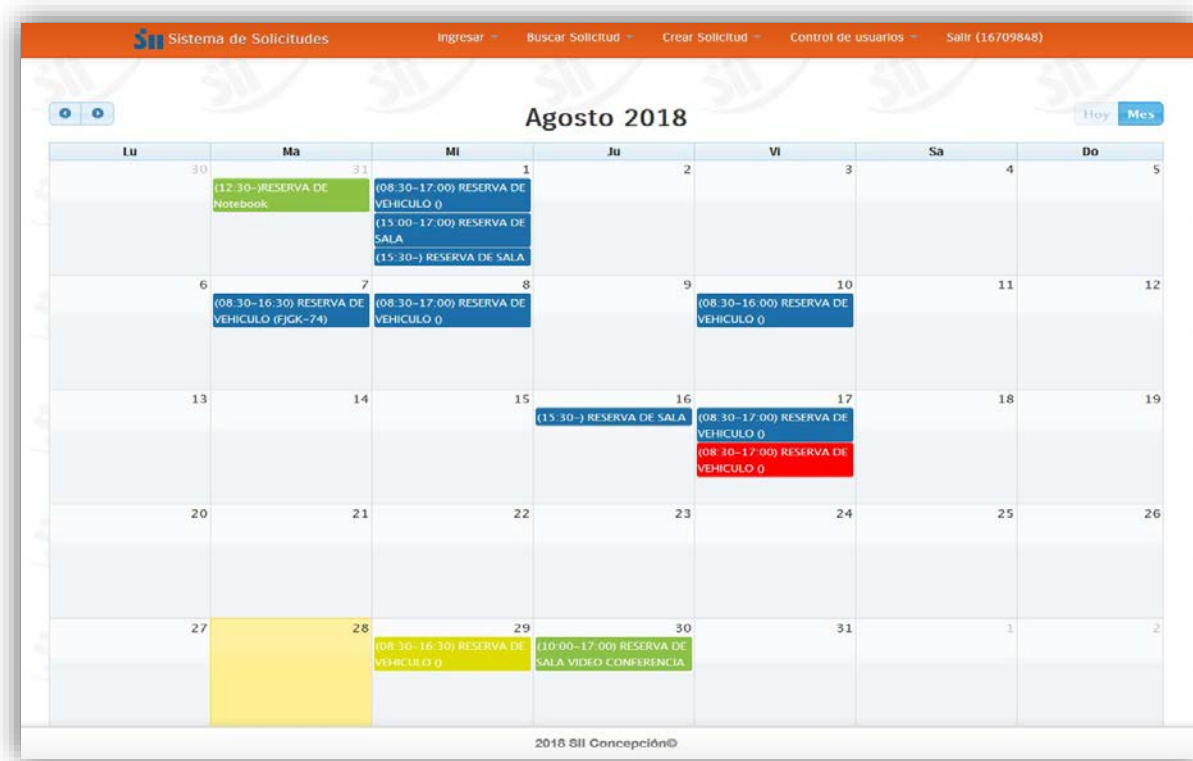 SII Sistema de Solicitudes Ingresar Buscar Solicitud Crear Solicitud Control de usuarios Salir (16709848)
Agosto 2018
Hoy Mes
Lu Ma Mi Ju Vi Sa Do
30 31 1 2 3 4 5
(12:30-)RESERVA DE
Notebook
(08:30-17:00) RESERVA DE
VEHICULO ()
(15:00-17:00) RESERVA DE
SALA
(15:30-) RESERVA DE SALA
6 7 8 9 10 11 12
(08:30-16:30) RESERVA DE
VEHICULO (FJGK-74)
(08:30-17:00) RESERVA DE
VEHICULO ()
(08:30-16:00) RESERVA DE
VEHICULO ()
13 14 15 16 17 18 19
(15:30-) RESERVA DE SALA
(08:30-17:00) RESERVA DE
VEHICULO ()
(08:30-17:00) RESERVA DE
VEHICULO ()
20 21 22 23 24 25 26
27 28 29 30 31 1 2
(08:30-16:30) RESERVA DE
VEHICULO ()
(10:00-17:00) RESERVA DE
SALA VIDEO CONFERENCIA
2018 SII Concepción©